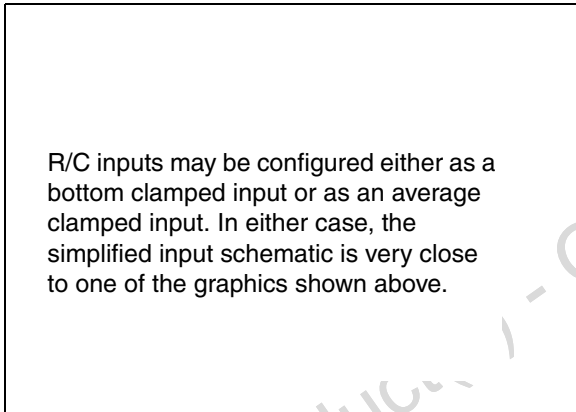 R/C inputs may be configured either as a
bottom clamped input or as an average
clamped input. In either case, the
simplified input schematic is very close
to one of the graphics shown above.